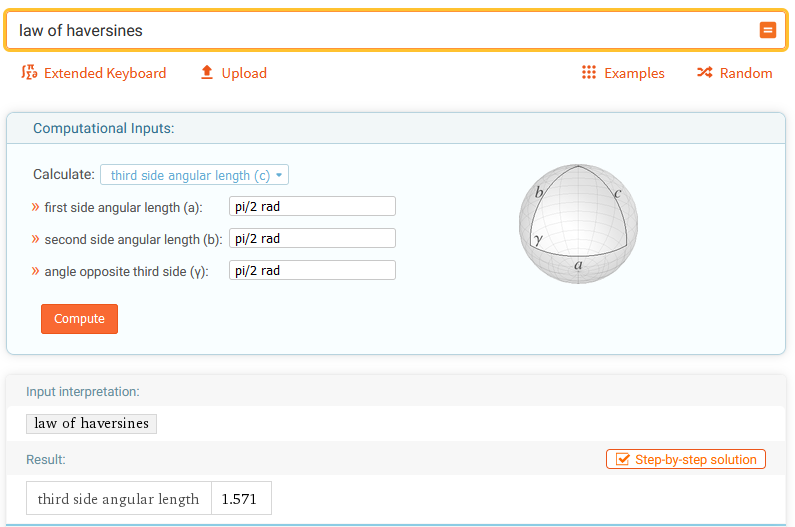 law of haversines
Extended Keyboard Upload Examples Random
Computational Inputs:
Calculate: third side angular length (c)
» first side angular length (a): pi/2 rad
» second side angular length (b): pi/2 rad
» angle opposite third side (γ): pi/2 rad
b c
γ
a
Compute
Input interpretation:
law of haversines
Result: Step-by-step solution
third side angular length 1.571